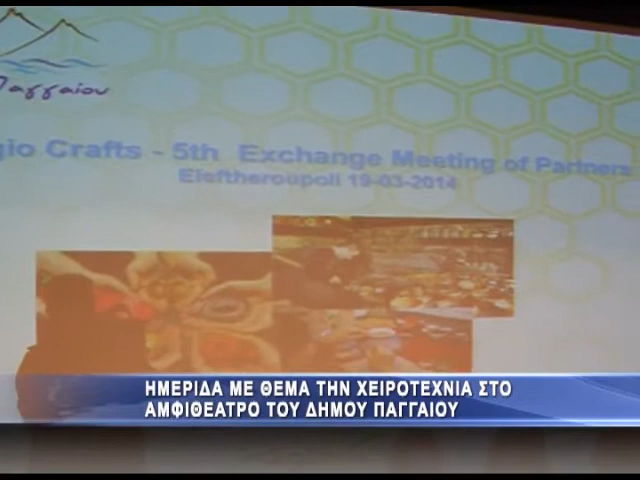 Παγγαίου
gio Crafts - 5th Exchange Meeting of Partners
Eleftheroupoli 19-03-2014
ΗΜΕΡΙΔΑ ΜΕ ΘΕΜΑ ΤΗΝ ΧΕΙΡΟΤΕΧΝΙΑ ΣΤΟ
ΑΜΦΙΘΕΑΤΡΟ ΤΟΥ ΔΗΜΟΥ ΠΑΓΓΑΙΟΥ